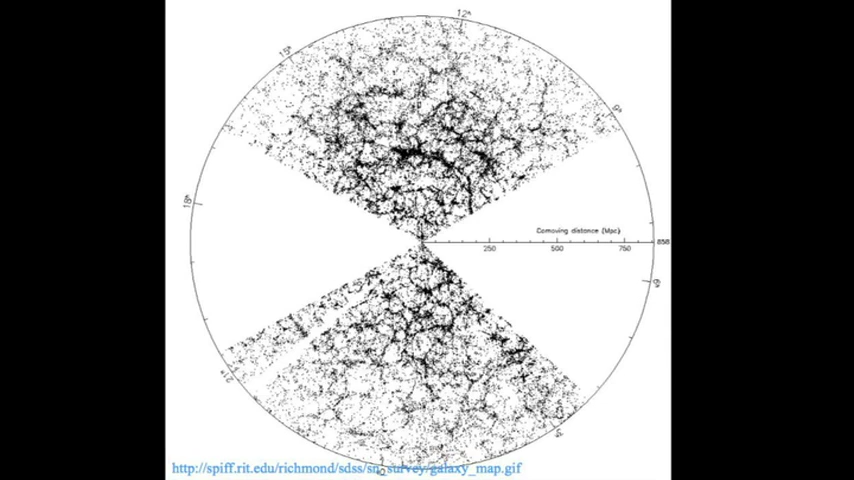 12ʰ
15ʰ
9ʰ
18ʰ
Comoving distance (Mpc)
250
500
750
858
21ʰ
http://spiff.rit.edu/richmond/sdss/sn_survey/galaxy_map.gif